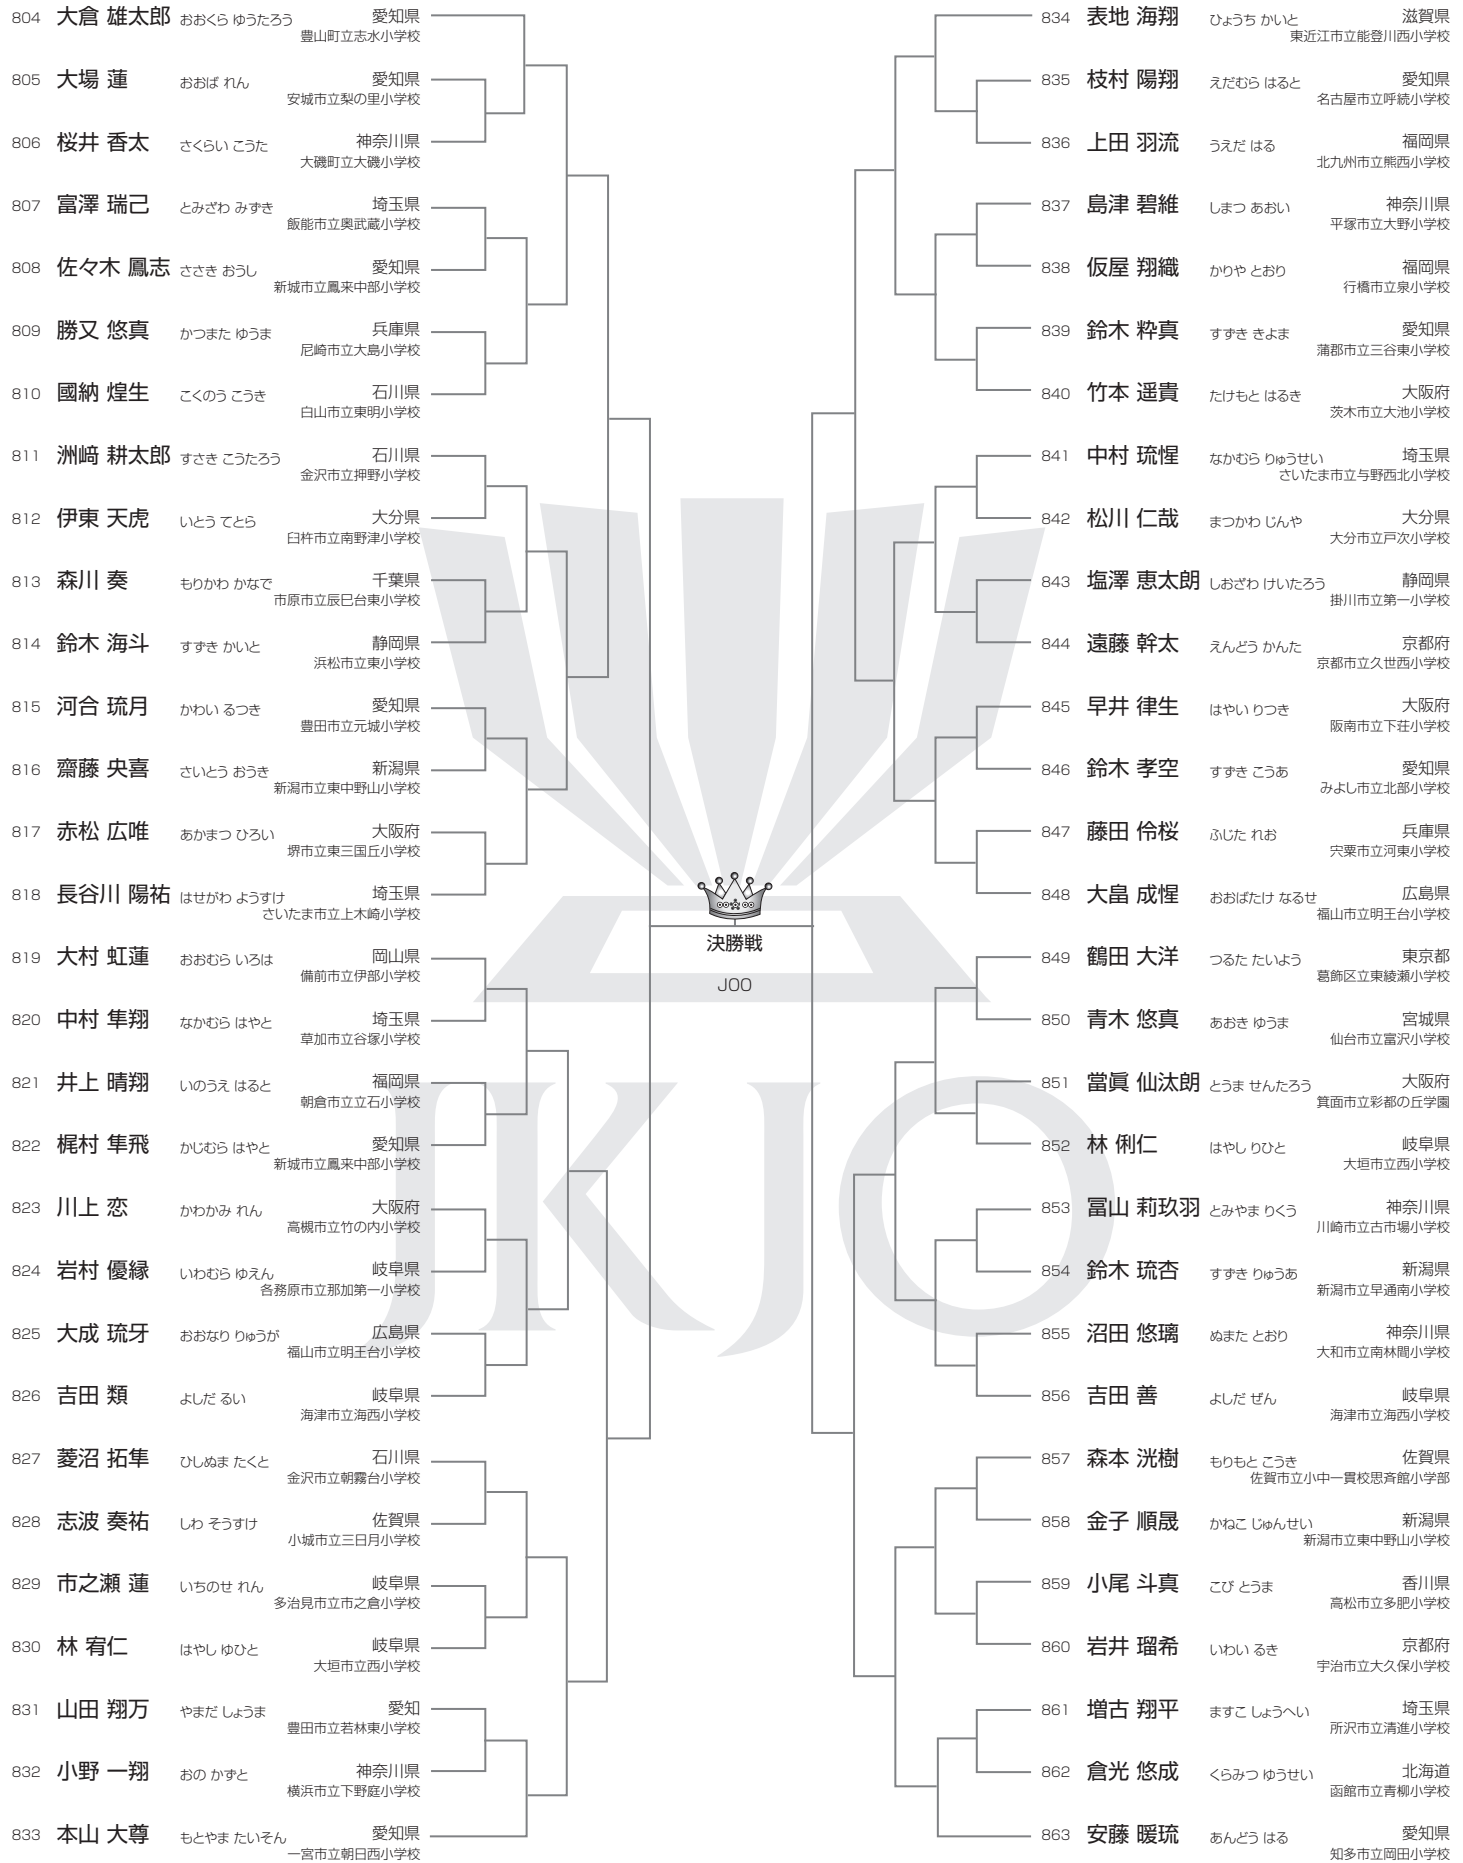 804 大倉 雄太郎 おおくら ゆうたろう 愛知県
豊山町立志水小学校
805 大場 蓮 おおば れん 愛知県
安城市立梨の里小学校
806 桜井 香太 さくらい こうた 神奈川県
大磯町立大磯小学校
807 富澤 瑞己 とみざわ みずき 埼玉県
飯能市立奥武蔵小学校
808 佐々木 鳳志 ささき おうし 愛知県
新城市立鳳来中部小学校
809 勝又 悠真 かつまた ゆうま 兵庫県
尼崎市立大島小学校
810 國納 煌生 こくのう こうき 石川県
白山市立東明小学校
811 洲﨑 耕太郎 すさき こうたろう 石川県
金沢市立押野小学校
812 伊東 天虎 いとう てとら 大分県
臼杵市立南野津小学校
813 森川 奏 もりかわ かなで 千葉県
市原市立辰巳台東小学校
814 鈴木 海斗 すずき かいと 静岡県
浜松市立東小学校
815 河合 琉月 かわい るつき 愛知県
豊田市立元城小学校
816 齋藤 央喜 さいとう おうき 新潟県
新潟市立東中野山小学校
817 赤松 広唯 あかまつ ひろい 大阪府
堺市立東三国丘小学校
818 長谷川 陽祐 はせがわ ようすけ 埼玉県
さいたま市立上木崎小学校
819 大村 虹蓮 おおむら いろは 岡山県
備前市立伊部小学校
820 中村 隼翔 なかむら はやと 埼玉県
草加市立谷塚小学校
821 井上 晴翔 いのうえ はると 福岡県
朝倉市立立石小学校
822 梶村 隼飛 かじむら はやと 愛知県
新城市立鳳来中部小学校
823 川上 恋 かわかみ れん 大阪府
高槻市立竹の内小学校
824 岩村 優縁 いわむら ゆえん 岐阜県
各務原市立那加第一小学校
825 大成 琉牙 おおなり りゅうが 広島県
福山市立明王台小学校
826 吉田 類 よしだ るい 岐阜県
海津市立海西小学校
827 菱沼 拓隼 ひしぬま たくと 石川県
金沢市立朝霧台小学校
828 志波 奏祐 しわ そうすけ 佐賀県
小城市立三日月小学校
829 市之瀬 蓮 いちのせ れん 岐阜県
多治見市立市之倉小学校
830 林 宥仁 はやし ゆひと 岐阜県
大垣市立西小学校
831 山田 翔万 やまだ しょうま 愛知
豊田市立若林東小学校
832 小野 一翔 おの かずと 神奈川県
横浜市立下野庭小学校
833 本山 大尊 もとやま たいそん 愛知県
一宮市立朝日西小学校
決勝戦
J00
JKJO
834 表地 海翔 ひょうち かいと 滋賀県
東近江市立能登川西小学校
835 枝村 陽翔 えだむら はると 愛知県
名古屋市立呼続小学校
836 上田 羽流 うえだ はる 福岡県
北九州市立熊西小学校
837 島津 碧維 しまつ あおい 神奈川県
平塚市立大野小学校
838 仮屋 翔織 かりや とおり 福岡県
行橋市立泉小学校
839 鈴木 粋真 すずき きよま 愛知県
蒲郡市立三谷東小学校
840 竹本 遥貴 たけもと はるき 大阪府
茨木市立大池小学校
841 中村 琉惺 なかむら りゅうせい 埼玉県
さいたま市立与野西北小学校
842 松川 仁哉 まつかわ じんや 大分県
大分市立戸次小学校
843 塩澤 恵太朗 しおざわ けいたろう 静岡県
掛川市立第一小学校
844 遠藤 幹太 えんどう かんた 京都府
京都市立久世西小学校
845 早井 律生 はやい りつき 大阪府
阪南市立下荘小学校
846 鈴木 孝空 すずき こうあ 愛知県
みよし市立北部小学校
847 藤田 伶桜 ふじた れお 兵庫県
宍粟市立河東小学校
848 大畠 成惺 おおばたけ なるせ 広島県
福山市立明王台小学校
849 鶴田 大洋 つるた たいよう 東京都
葛飾区立東綾瀬小学校
850 青木 悠真 あおき ゆうま 宮城県
仙台市立富沢小学校
851 當眞 仙汰朗 とうま せんたろう 大阪府
箕面市立彩都の丘学園
852 林 俐仁 はやし りひと 岐阜県
大垣市立西小学校
853 冨山 莉玖羽 とみやま りくう 神奈川県
川崎市立古市場小学校
854 鈴木 琉杏 すずき りゅうあ 新潟県
新潟市立早通南小学校
855 沼田 悠璃 ぬまた とおり 神奈川県
大和市立南林間小学校
856 吉田 善 よしだ ぜん 岐阜県
海津市立海西小学校
857 森本 洸樹 もりもと こうき 佐賀県
佐賀市立小中一貫校思斉館小学部
858 金子 順晟 かねこ じゅんせい 新潟県
新潟市立東中野山小学校
859 小尾 斗真 こび とうま 香川県
高松市立多肥小学校
860 岩井 瑠希 いわい るき 京都府
宇治市立大久保小学校
861 増古 翔平 ますこ しょうへい 埼玉県
所沢市立清進小学校
862 倉光 悠成 くらみつ ゆうせい 北海道
函館市立青柳小学校
863 安藤 暖琉 あんどう はる 愛知県
知多市立岡田小学校